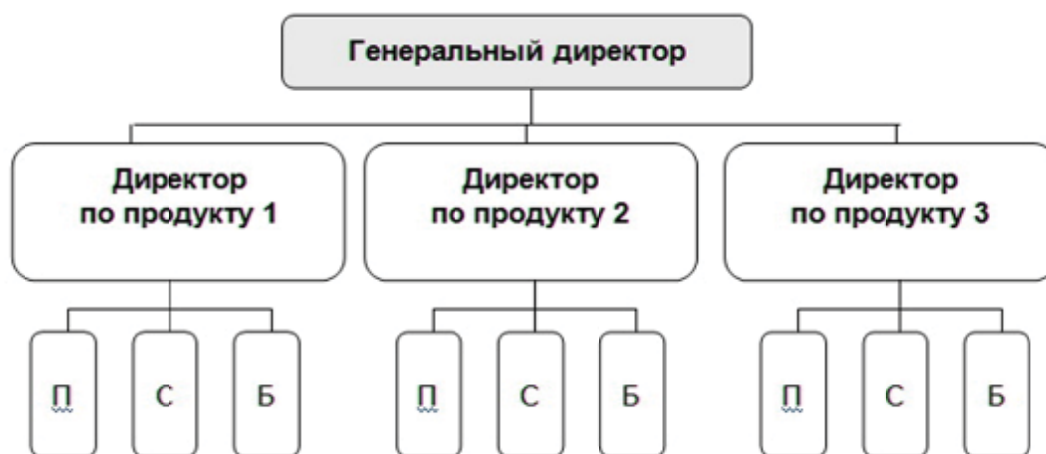 Генеральный директор
Директор
по продукту 1
Директор
по продукту 2
Директор
по продукту 3
П С Б П С Б П С Б